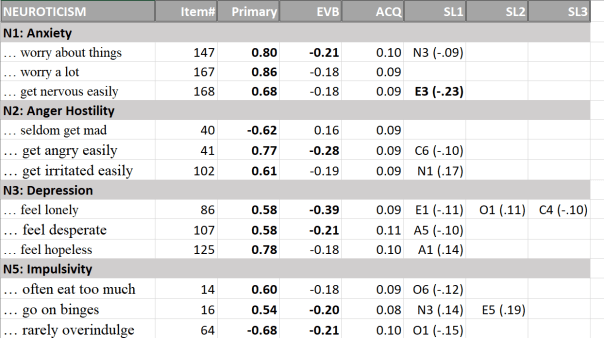 NEUROTICISM Item# Primary EVB ACQ SL1 SL2 SL3
N1: Anxiety
... worry about things 147 0.80 -0.21 0.10 N3 (-.09)
... worry a lot 167 0.86 -0.18 0.09
... get nervous easily 168 0.68 -0.18 0.09 E3 (-.23)
N2: Anger Hostility
... seldom get mad 40 -0.62 0.16 0.09
... get angry easily 41 0.77 -0.28 0.09 C6 (-.10)
... get irritated easily 102 0.61 -0.19 0.09 N1 (.17)
N3: Depression
... feel lonely 86 0.58 -0.39 0.09 E1 (-.11) O1 (.11) C4 (-.10)
... feel desperate 107 0.58 -0.21 0.11 A5 (-.10)
... feel hopeless 125 0.78 -0.18 0.10 A1 (.14)
N5: Impulsivity
... often eat too much 14 0.60 -0.18 0.09 O6 (-.12)
... go on binges 16 0.54 -0.20 0.08 N3 (.14) E5 (.19)
... rarely overindulge 64 -0.68 -0.21 0.10 O1 (-.15)